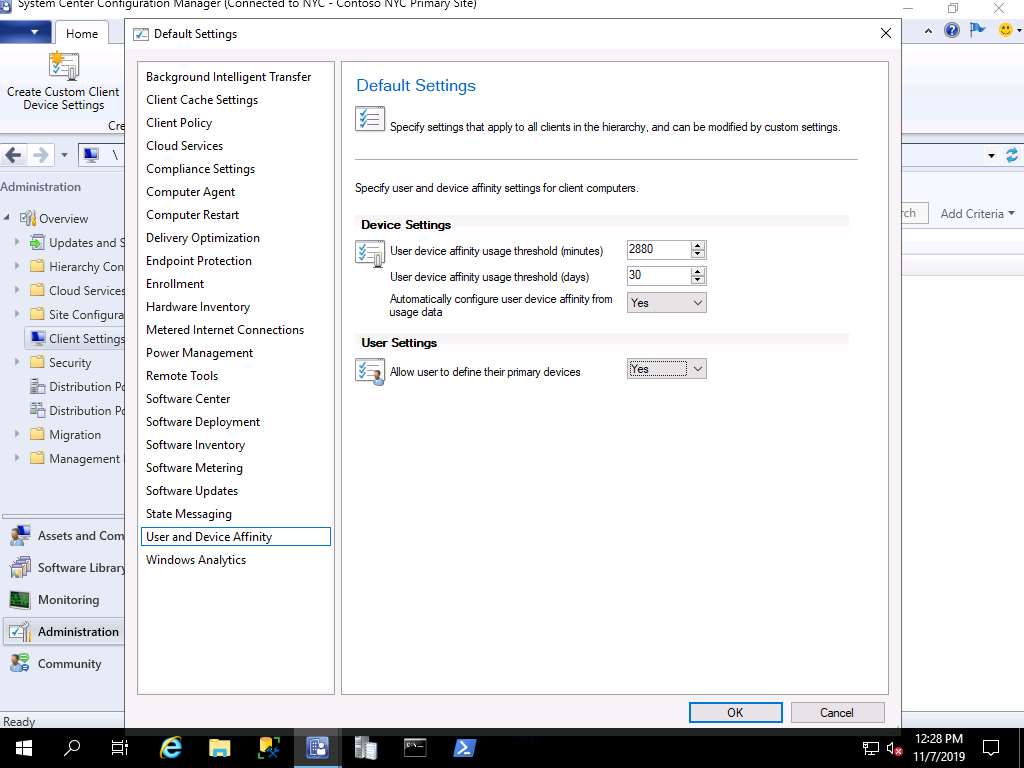 System Center Configuration Manager (Connected to NYC - Contoso NYC Primary Site)
Home
Create Custom Client
Device Settings
Cre
\
Administration
Overview
Updates and S
Hierarchy Con
Cloud Services
Site Configura
Client Settings
Security
Distribution Po
Distribution Po
Migration
Management
Assets and Com
Software Library
Monitoring
Administration
Community
Ready
Default Settings
Background Intelligent Transfer
Client Cache Settings
Client Policy
Cloud Services
Compliance Settings
Computer Agent
Computer Restart
Delivery Optimization
Endpoint Protection
Enrollment
Hardware Inventory
Metered Internet Connections
Power Management
Remote Tools
Software Center
Software Deployment
Software Inventory
Software Metering
Software Updates
State Messaging
User and Device Affinity
Windows Analytics
Default Settings
Specify settings that apply to all clients in the hierarchy, and can be modified by custom settings.
Specify user and device affinity settings for client computers.
Device Settings
User device affinity usage threshold (minutes) 2880
User device affinity usage threshold (days) 30
Automatically configure user device affinity from
usage data Yes
User Settings
Allow user to define their primary devices Yes
OK Cancel
rch Add Criteria
12:28 PM
11/7/2019